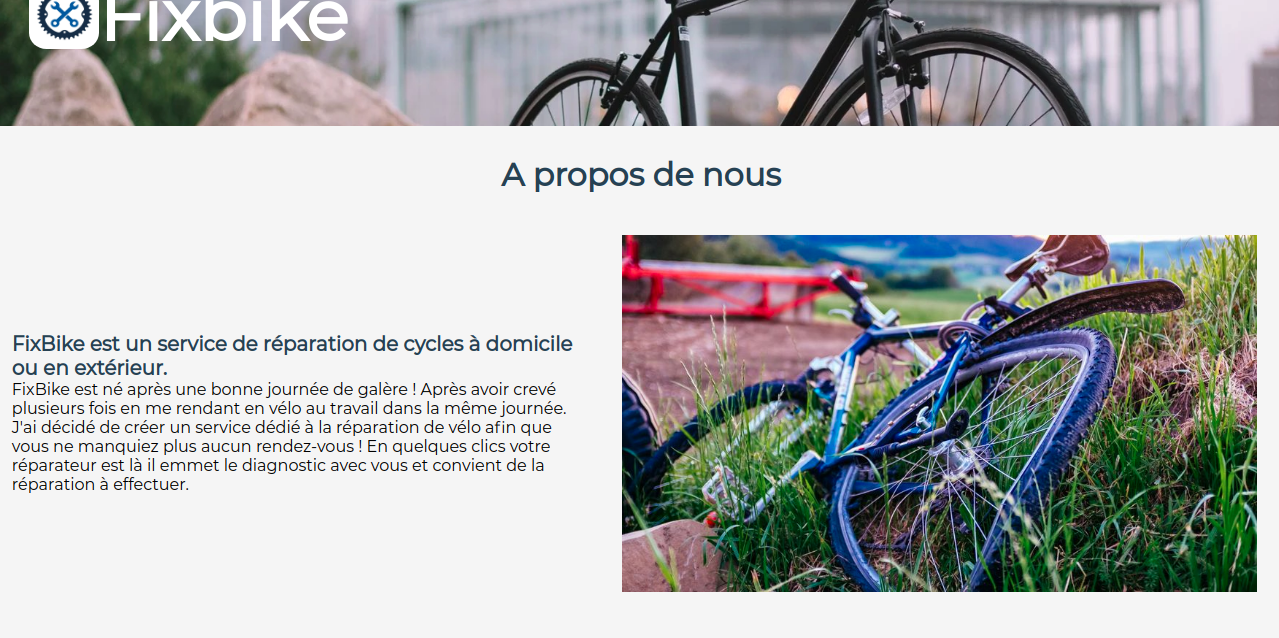 Fixbike
A propos de nous
FixBike est un service de réparation de cycles à domicile
ou en extérieur.
FixBike est né après une bonne journée de galère ! Après avoir crevé
plusieurs fois en me rendant en vélo au travail dans la même journée.
J'ai décidé de créer un service dédié à la réparation de vélo afin que
vous ne manquiez plus aucun rendez-vous ! En quelques clics votre
réparateur est là il emmet le diagnostic avec vous et convient de la
réparation à effectuer.